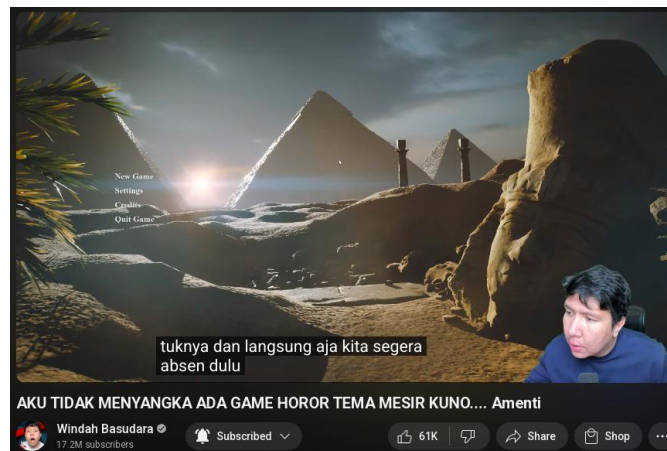 New Game
Settings
Credits
Quit Game
tuknya dan langsung aja kita segera
absen dulu
AKU TIDAK MENYANGKA ADA GAME HOROR TEMA MESIR KUNO.... Amenti
Windah Basudara
17.2M subscribers
Subscribed
61K
Share
Shop